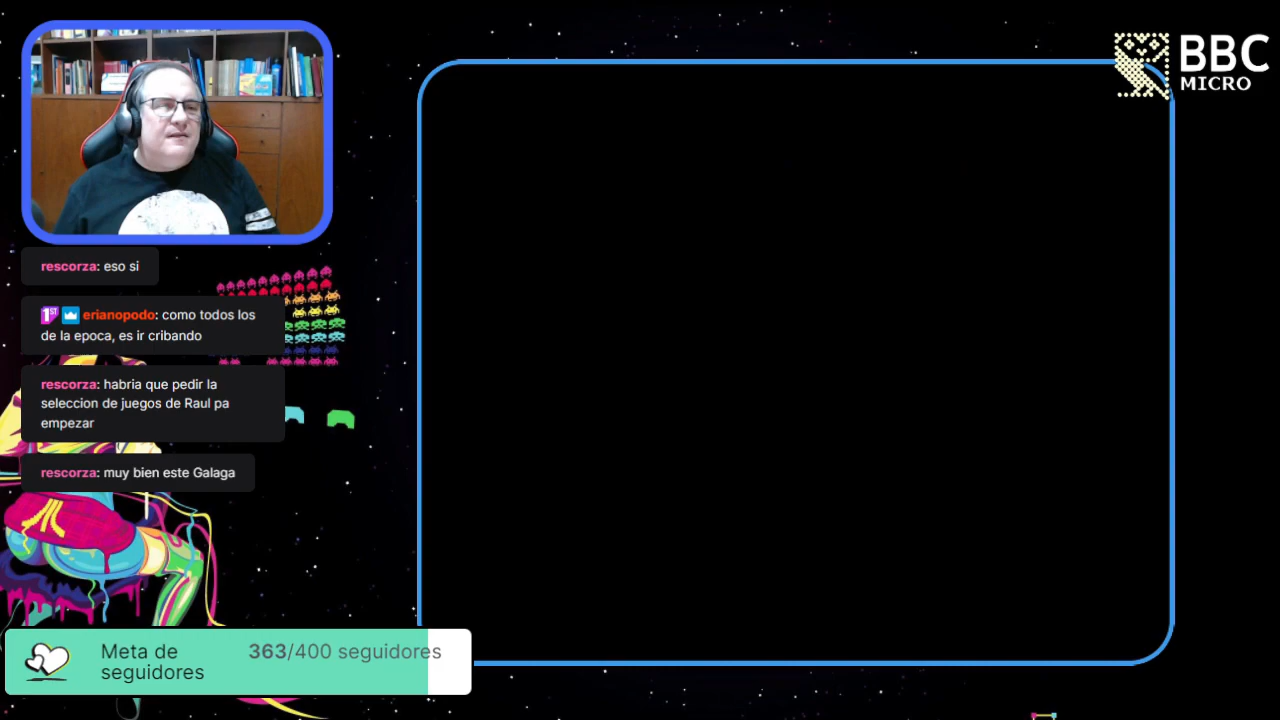 BBC
MICRO
rescorza: eso si
1ST erianopodo: como todos los
de la epoca, es ir cribando
rescorza: habria que pedir la
seleccion de juegos de Raul pa
empezar
rescorza: muy bien este Galaga
Meta de
seguidores
363/400 seguidores